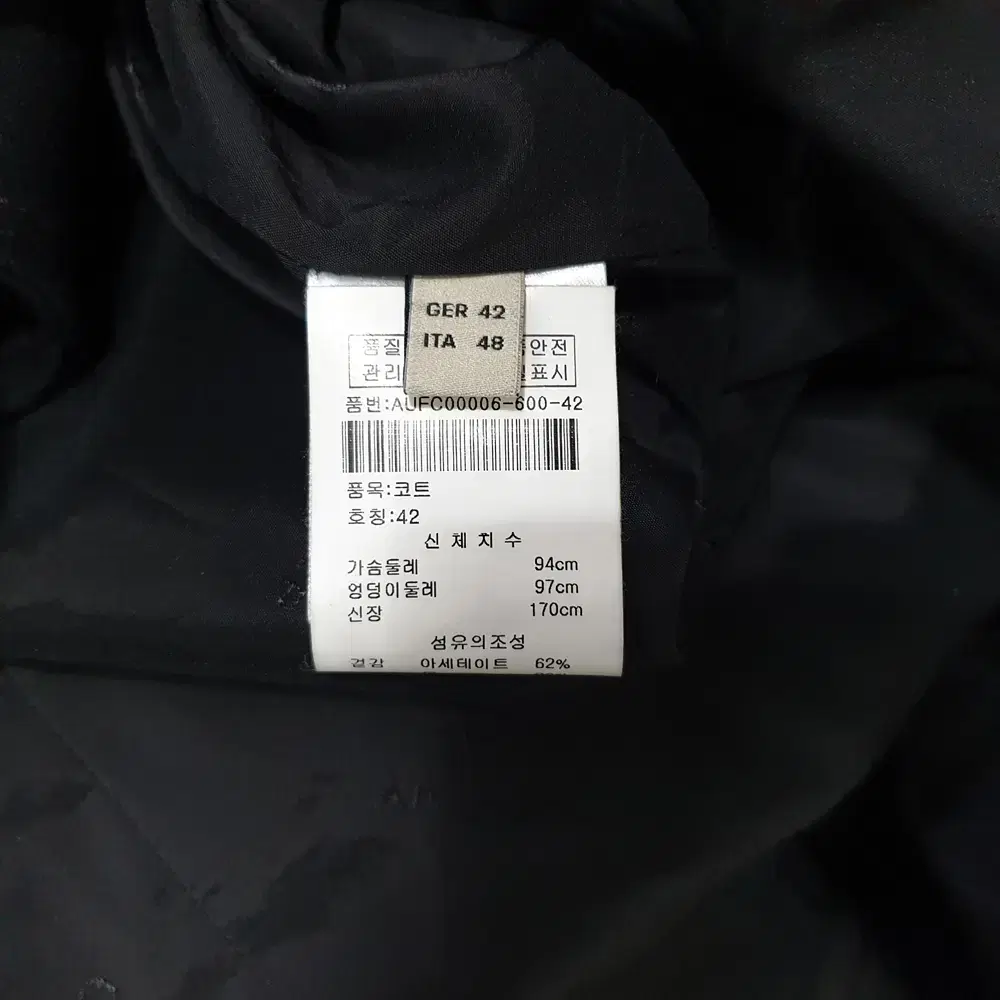 GER 42
ITA 48
품질 안전
관리 표시
품번:AUFC00006-600-42
품목:코트
호칭:42
신체치수
가슴둘레 94cm
엉덩이둘레 97cm
신장 170cm
섬유의조성
겉감 아세테이트 62%